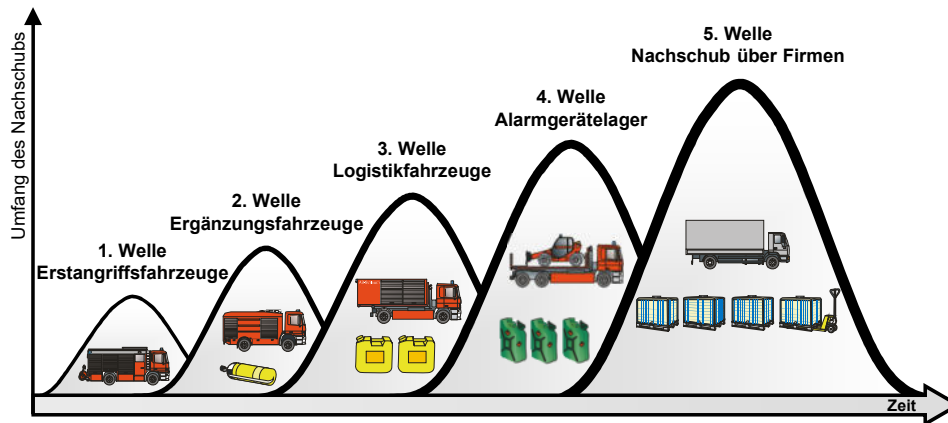 5. Welle
Nachschub über Firmen
4. Welle
Alarmgerätelager
3. Welle
Logistikfahrzeuge
2. Welle
Ergänzungsfahrzeuge
1. Welle
Erstangriffsfahrzeuge
Umfang des Nachschubs
Zeit